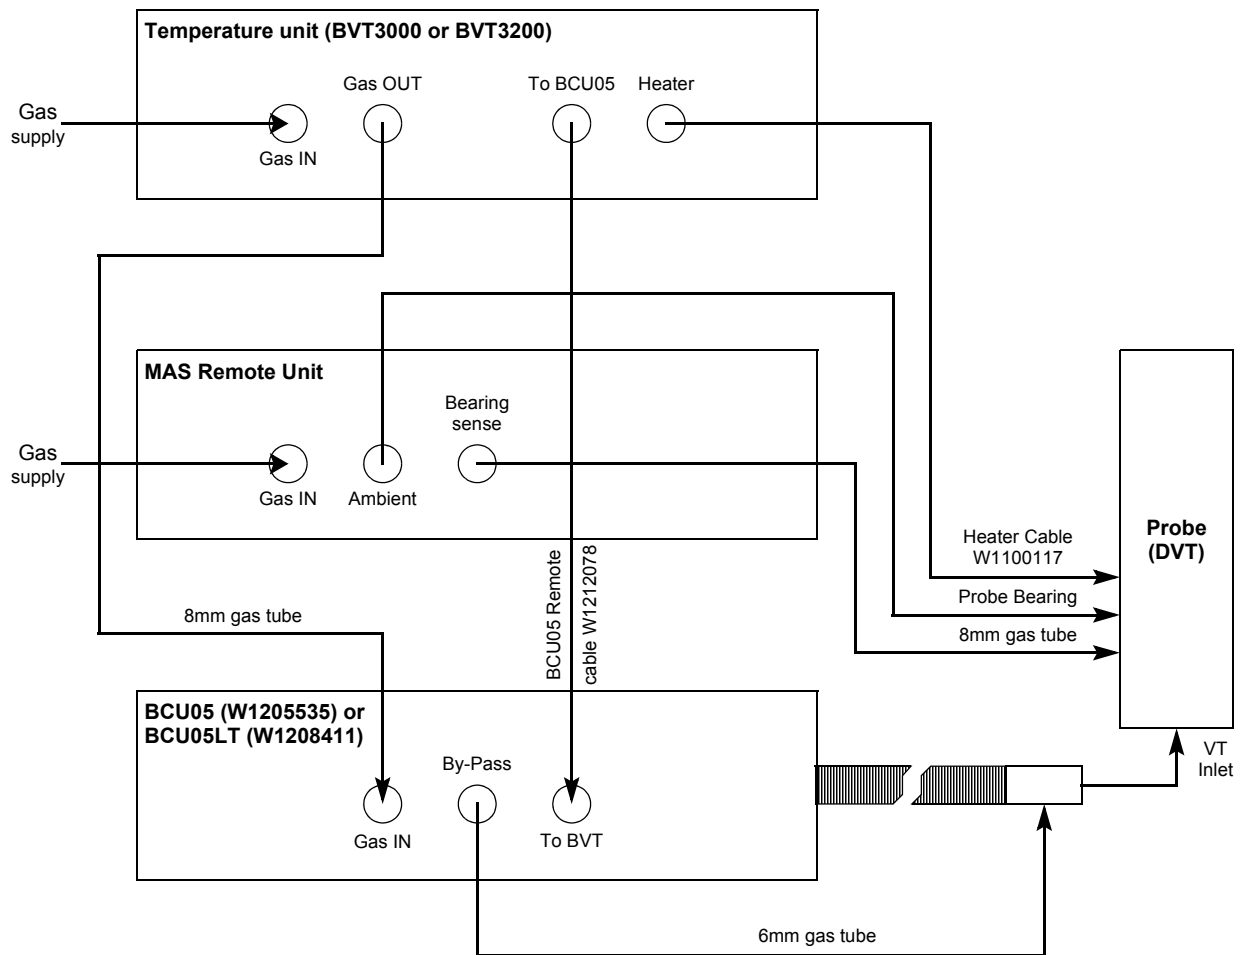 Temperature unit (BVT3000 or BVT3200)
Gas OUT
To BCU05
Heater
Gas
supply
Gas IN
MAS Remote Unit
Bearing
sense
Gas
supply
Gas IN
Ambient
Heater Cable
W1100117
Probe
(DVT)
Probe Bearing
8mm gas tube
8mm gas tube
BCU05 Remote
cable W1212078
BCU05 (W1205535) or
BCU05LT (W1208411)
By-Pass
Gas IN
To BVT
VT
Inlet
6mm gas tube